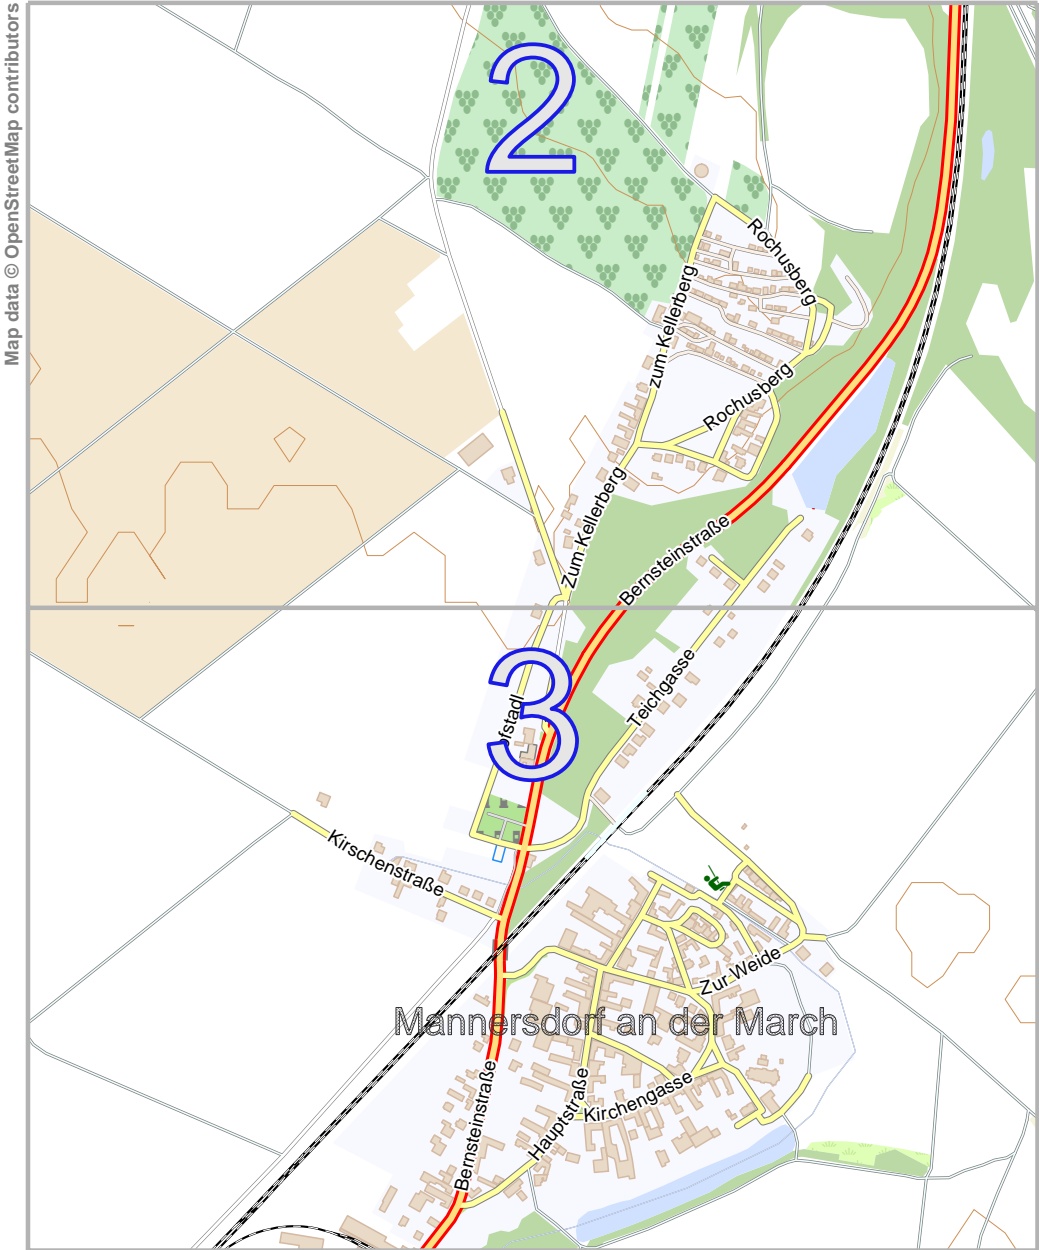 Map data © OpenStreetMap contributors
2
Rochusberg
zum Kellerberg
Rochusberg
Zum Kellerberg
Bernsteinstraße
3
Teichgasse
Kirschenstraße
Zur Weide
Mannersdorf an der March
Bernsteinstraße
Hauptstraße
Kirchengasse